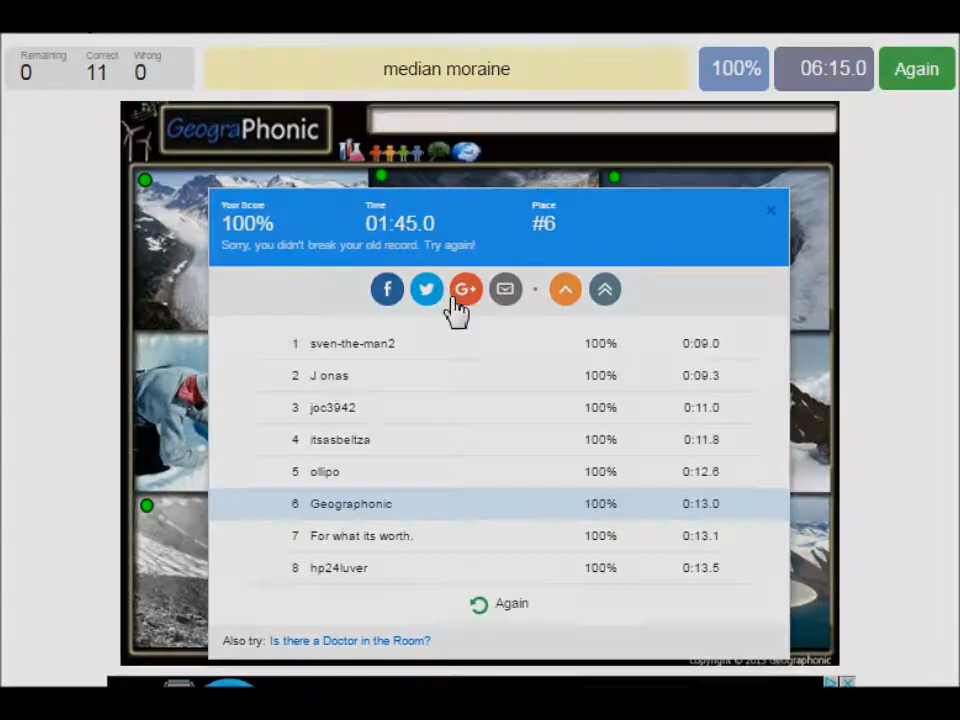 Remaining Correct Wrong
0 11 0
median moraine
100%
06:15.0
Again
GeograPhonic
Your Score Time Place
100% 01:45.0 #6
Sorry, you didn't break your old record. Try again!
f G+
1 sven-the-man2 100% 0:09.0
2 J onas 100% 0:09.3
3 joc3942 100% 0:11.0
4 itsasbeltza 100% 0:11.8
5 ollipo 100% 0:12.6
6 Geographonic 100% 0:13.0
7 For what its worth. 100% 0:13.1
8 hp24luver 100% 0:13.5
Again
Also try: Is there a Doctor in the Room?
copyright © 2013 Geographonic